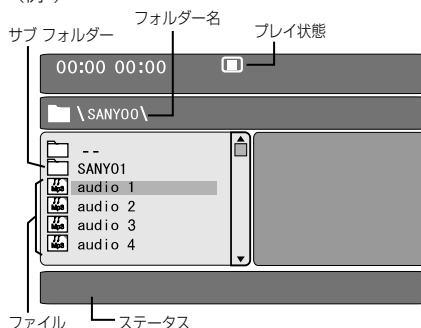 フォルダー名
サブ フォルダー
プレイ状態
00:00 00:00
\SANYO0\
--
SANYO1
audio 1
audio 2
audio 3
audio 4
ファイル
ステータス